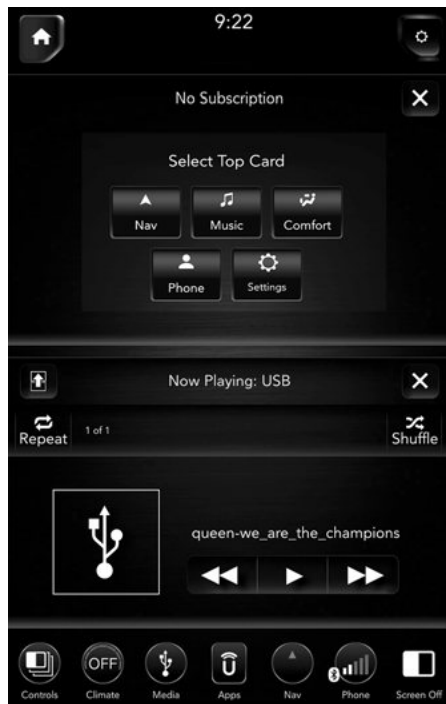 9:22
No Subscription
Select Top Card
Nav Music Comfort
Phone Settings
Now Playing: USB
Repeat 1 of 1 Shuffle
queen-we_are_the_champions
OFF
Controls Climate Media Apps Nav Phone Screen Off